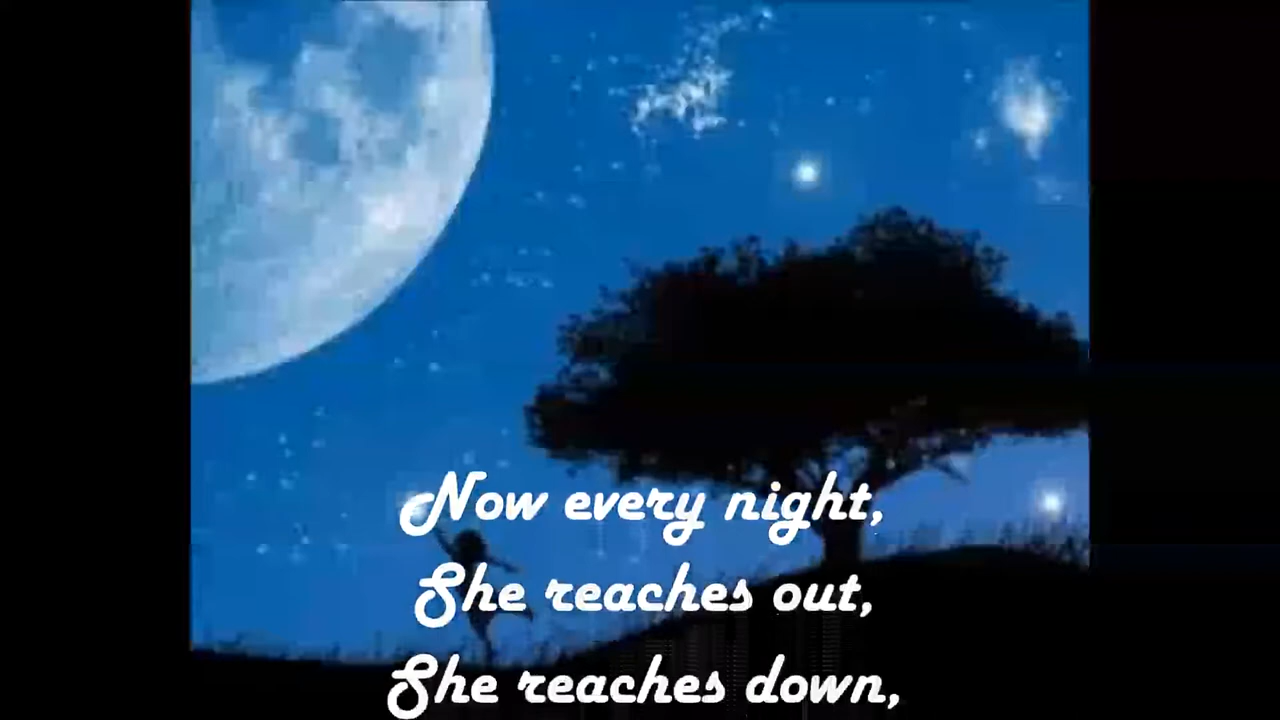 Now every night,
She reaches out,
She reaches down,